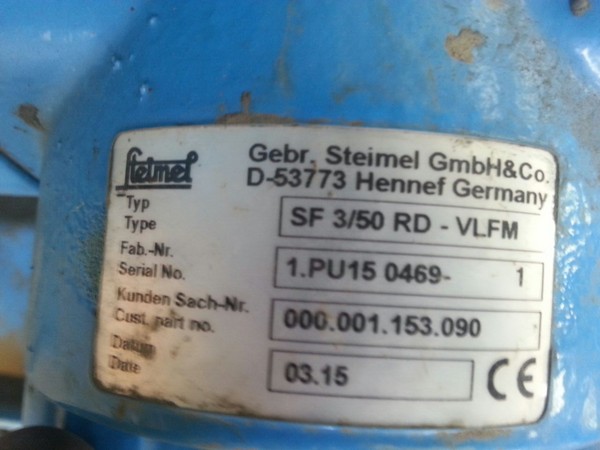 Steimel
Gebr. Steimel GmbH&Co.
D-53773 Hennef Germany
Typ
Type
SF 3/50 RD - VLFM
Fab.-Nr.
Serial No.
1.PU15 0469- 1
Kunden Sach-Nr.
Cust. part no.
000.001.153.090
Datum
Date
03.15
CE